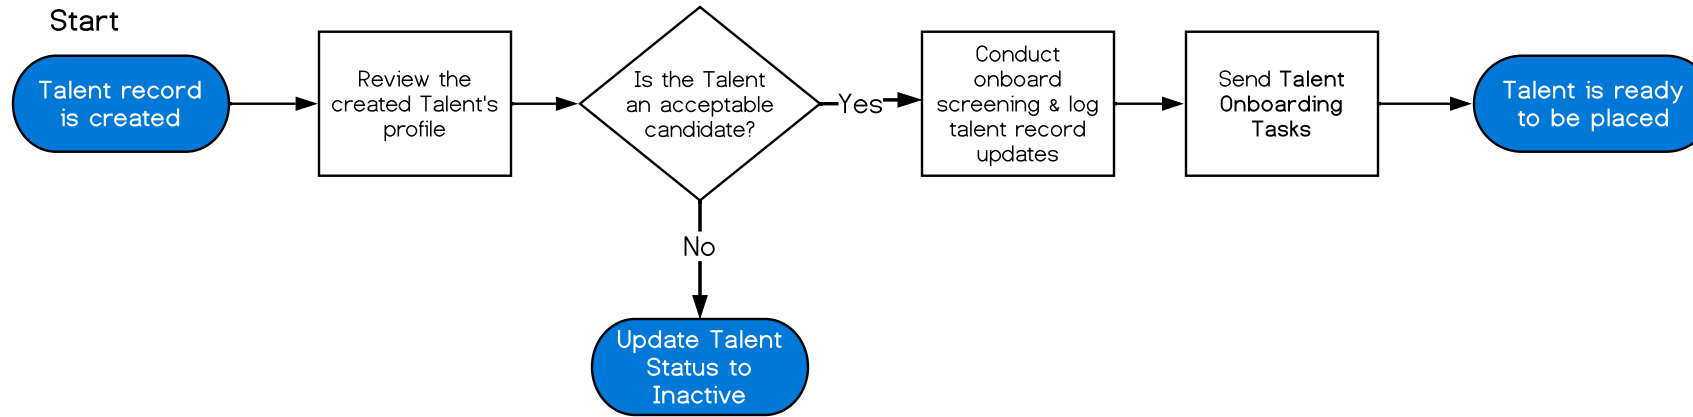 Start
Talent record
is created
Review the
created Talent's
profile
Is the Talent
an acceptable
candidate?
Yes
Conduct
onboard
screening & log
talent record
updates
Send Talent
Onboarding
Tasks
Talent is ready
to be placed
No
Update Talent
Status to
Inactive